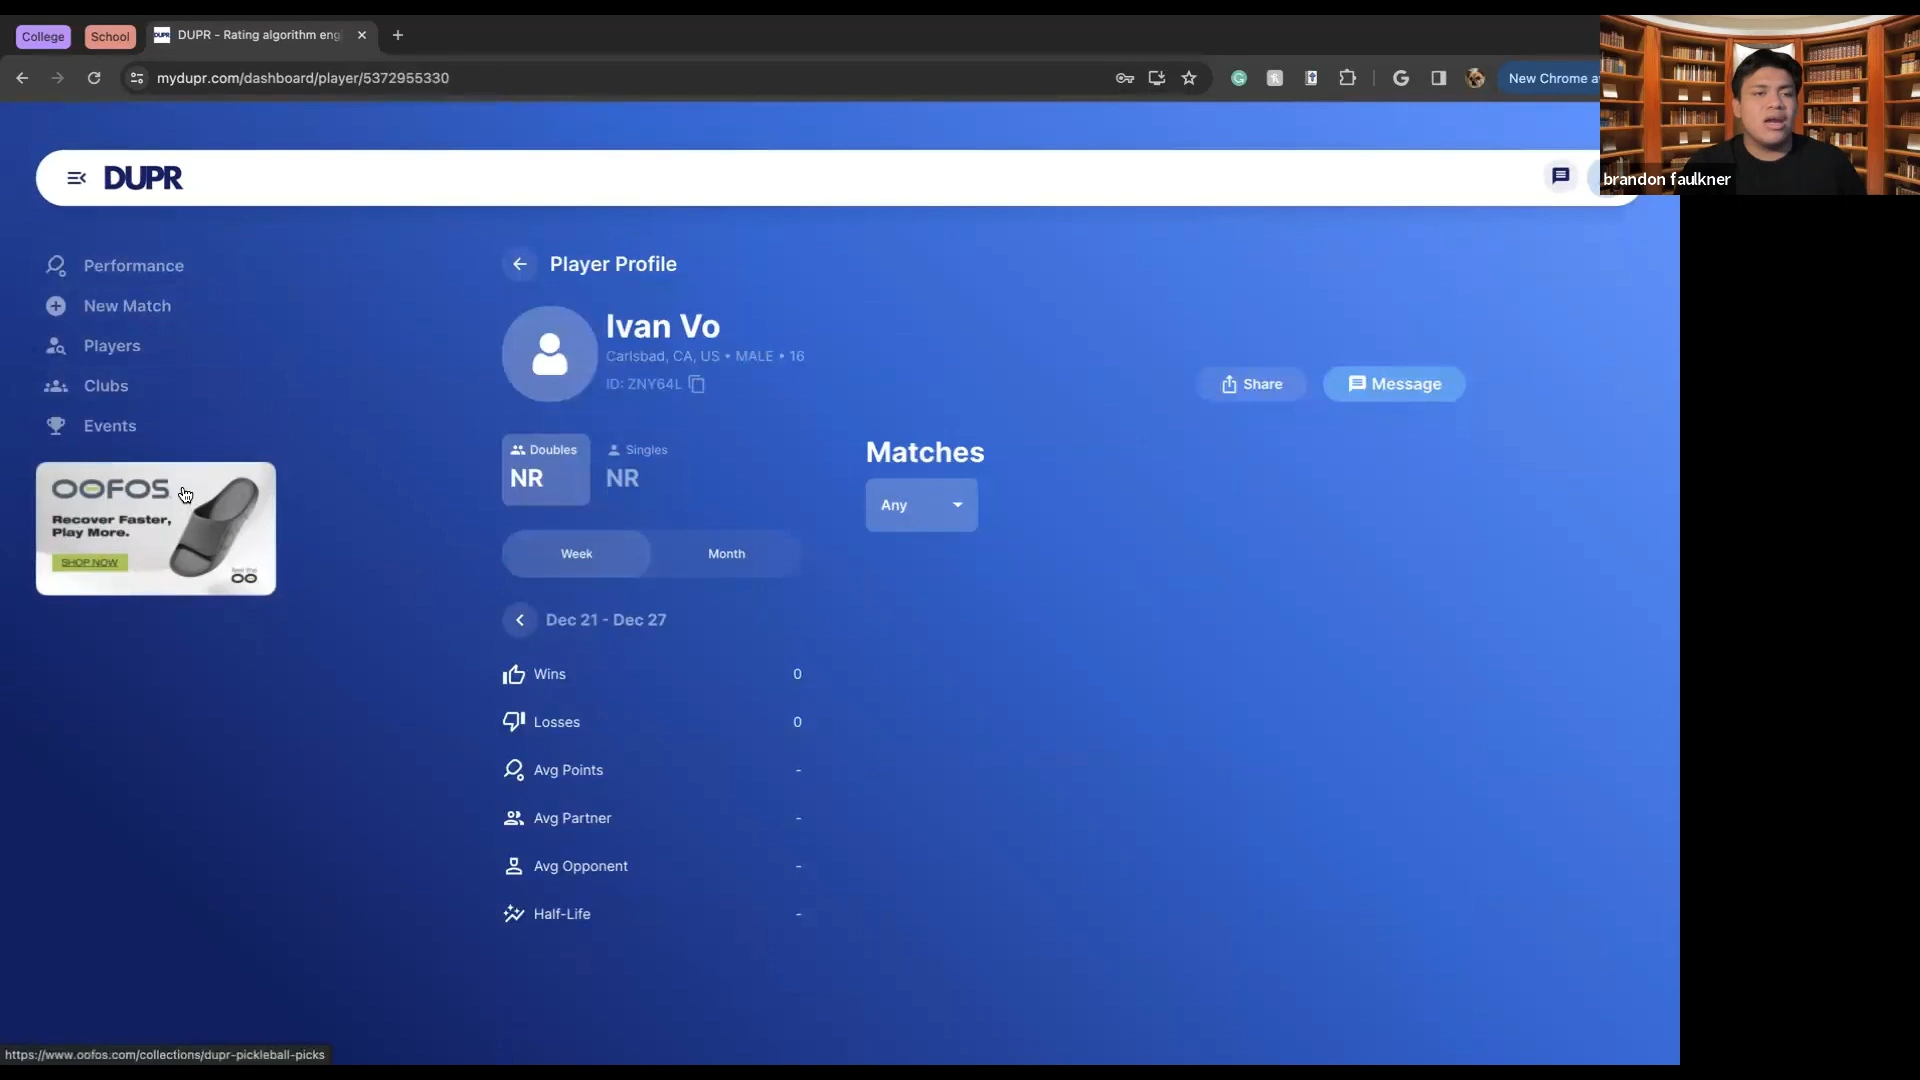 College
School
DUPR - Rating algorithm eng
mydupr.com/dashboard/player/5372955330
New Chrome av
brandon faulkner
DUPR
Performance
New Match
Players
Clubs
Events
OOFOS
Recover Faster,
Play More.
SHOP NOW
Player Profile
Ivan Vo
Carlsbad, CA, US • MALE • 16
ID: ZNY64L
Share
Message
Doubles
NR
Singles
NR
Week
Month
Dec 21 - Dec 27
Wins 0
Losses 0
Avg Points -
Avg Partner -
Avg Opponent -
Half-Life -
Matches
Any
https://www.oofos.com/collections/dupr-pickleball-picks